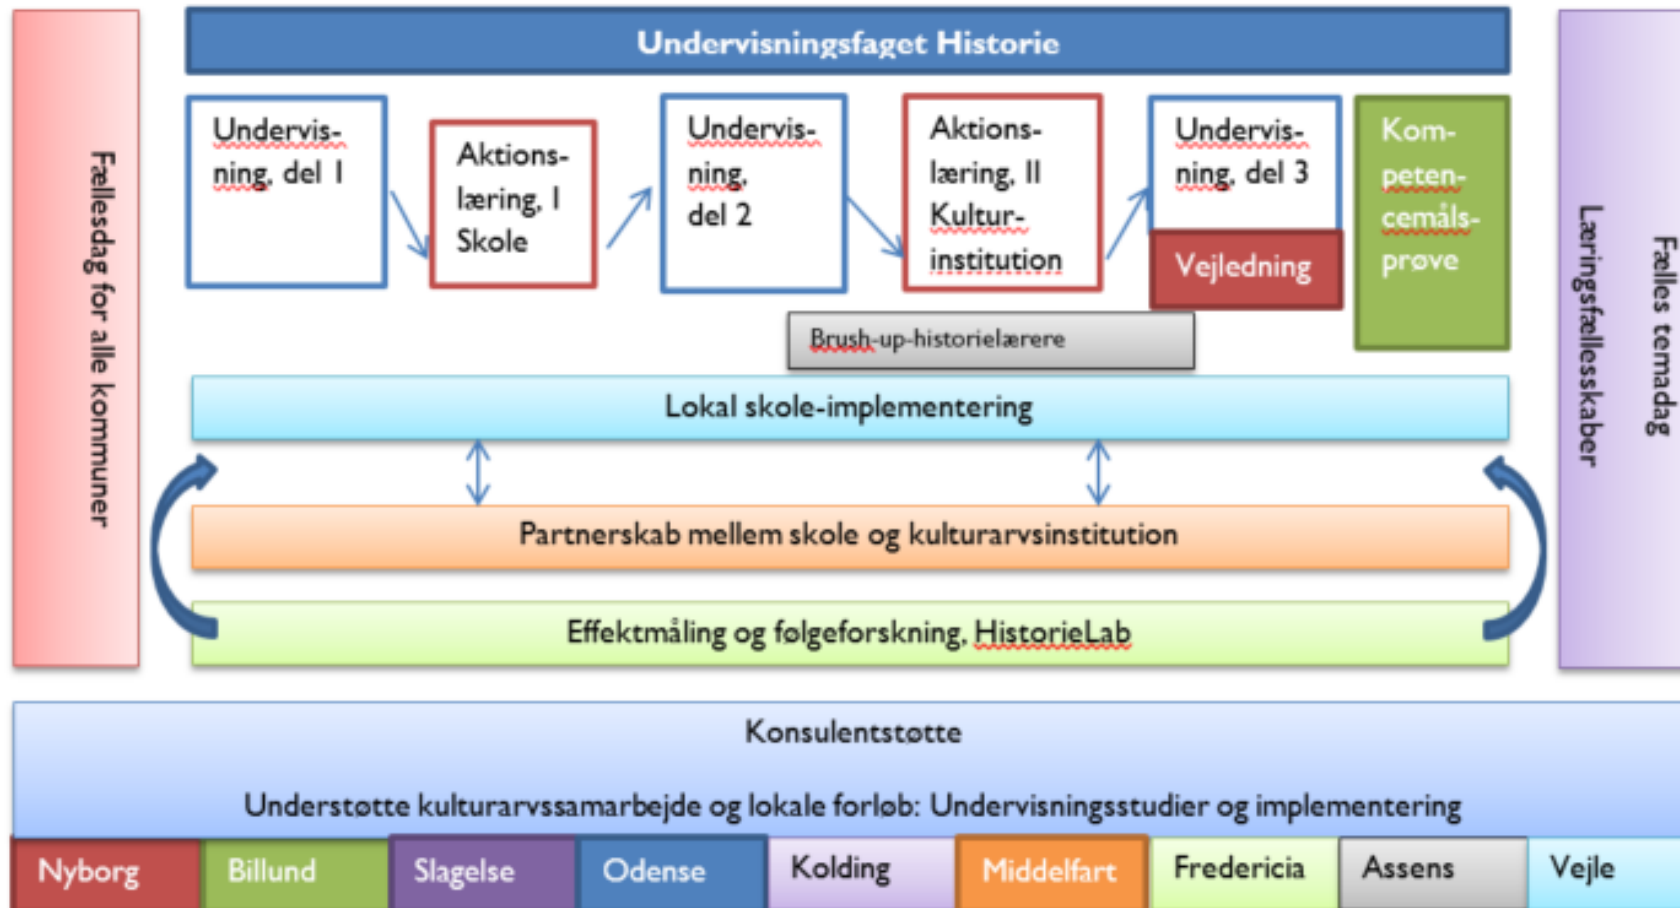 Undervisningsfaget Historie
Fællesdag for alle kommuner
Undervis-
ning, del 1
Aktions-
læring, I
Skole
Undervis-
ning,
del 2
Aktions-
læring, II
Kultur-
institution
Undervis-
ning, del 3
Vejledning
Kom-
peten-
cemåls-
prøve
Fælles temadag
Læringsfællesskaber
Brush-up-historielærere
Lokal skole-implementering
Partnerskab mellem skole og kulturarvsinstitution
Effektmåling og følgeforskning, HistorieLab
Konsulentstøtte
Understøtte kulturarvssamarbejde og lokale forløb: Undervisningsstudier og implementering
Nyborg
Billund
Slagelse
Odense
Kolding
Middelfart
Fredericia
Assens
Vejle